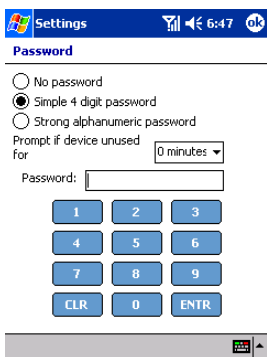 Settings 6:47 ok
Password
No password
Simple 4 digit password
Strong alphanumeric password
Prompt if device unused
for 0 minutes
Password:
1 2 3
4 5 6
7 8 9
CLR 0 ENTR